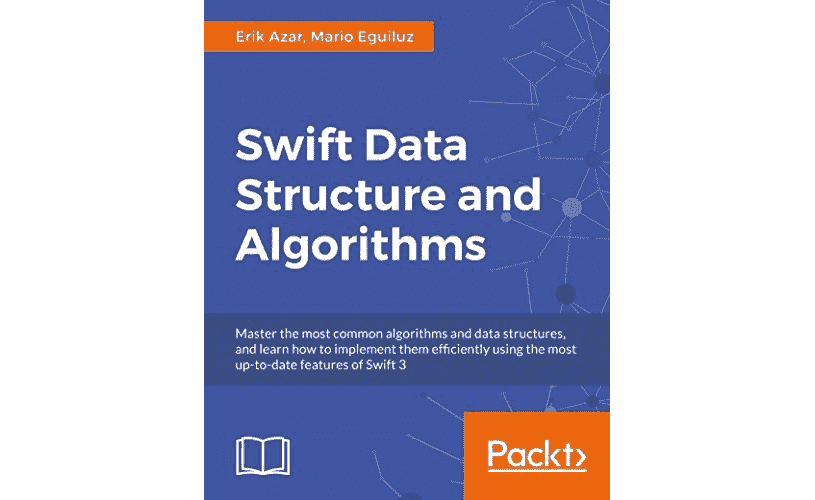 Erik Azar, Mario Eguiluz
Swift Data
Structure and
Algorithms
Master the most common algorithms and data structures,
and learn how to implement them efficiently using the most
up-to-date features of Swift 3
Packt